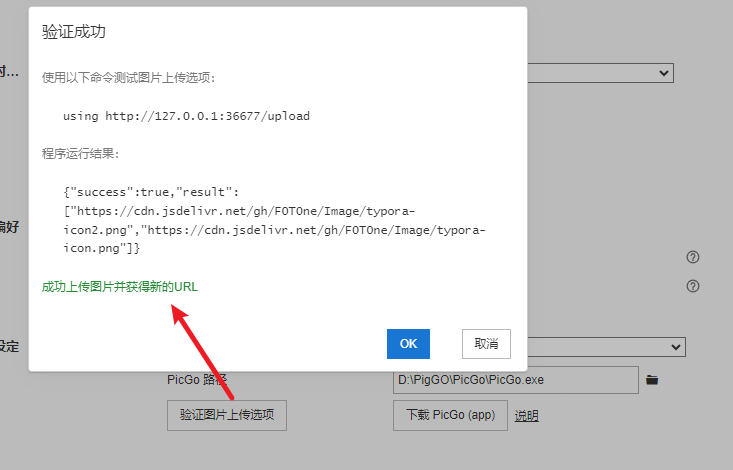 验证成功
时...
使用以下命令测试图片上传选项:
using http://127.0.0.1:36677/upload
程序运行结果:
{"success":true,"result":
["https://cdn.jsdelivr.net/gh/FOTOne/Image/typora-
icon2.png","https://cdn.jsdelivr.net/gh/FOTOne/Image/typora-
icon.png"]}
偏好
成功上传图片并获得新的URL
OK
取消
设定
PicGo 路径
D:\PigGO\PicGo\PicGo.exe
验证图片上传选项
下载 PicGo (app)
说明